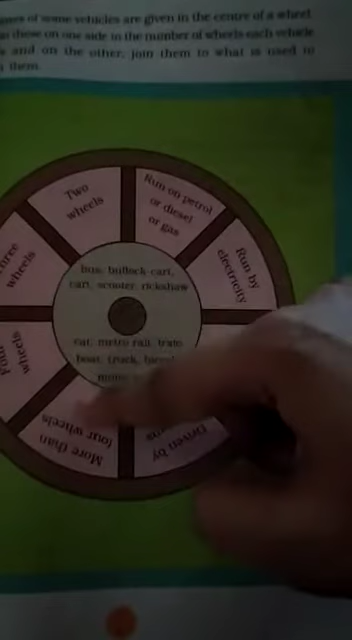 of some vehicles are given in the centre of a wheel
these on one side in the number of wheels each vehicle
and on the other, join them to what is used to
them.
Two
wheels
Run on petrol
or diesel
or gas
Run by
electricity
wheels
Four
wheels
More than
four wheels
Driven by
bus, bullock-cart,
cart, scooter, rickshaw
car, metro rail, train
boat, truck,